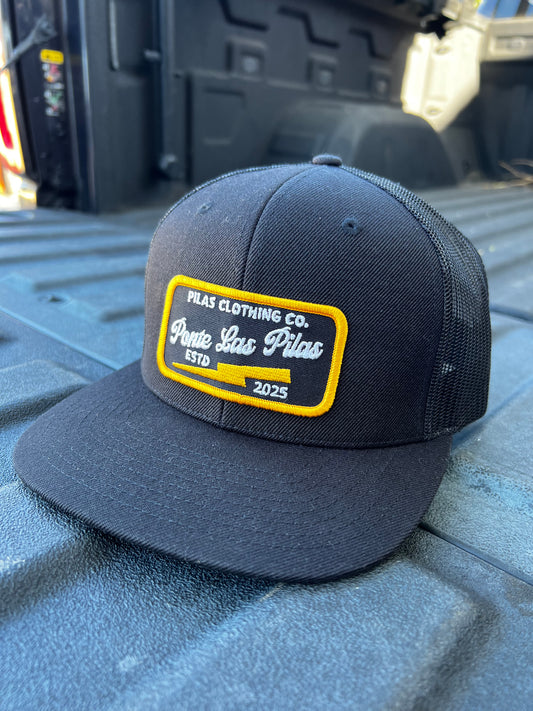 PILAS CLOTHING CO.
Ponte Las Pilas
ESTD
2025